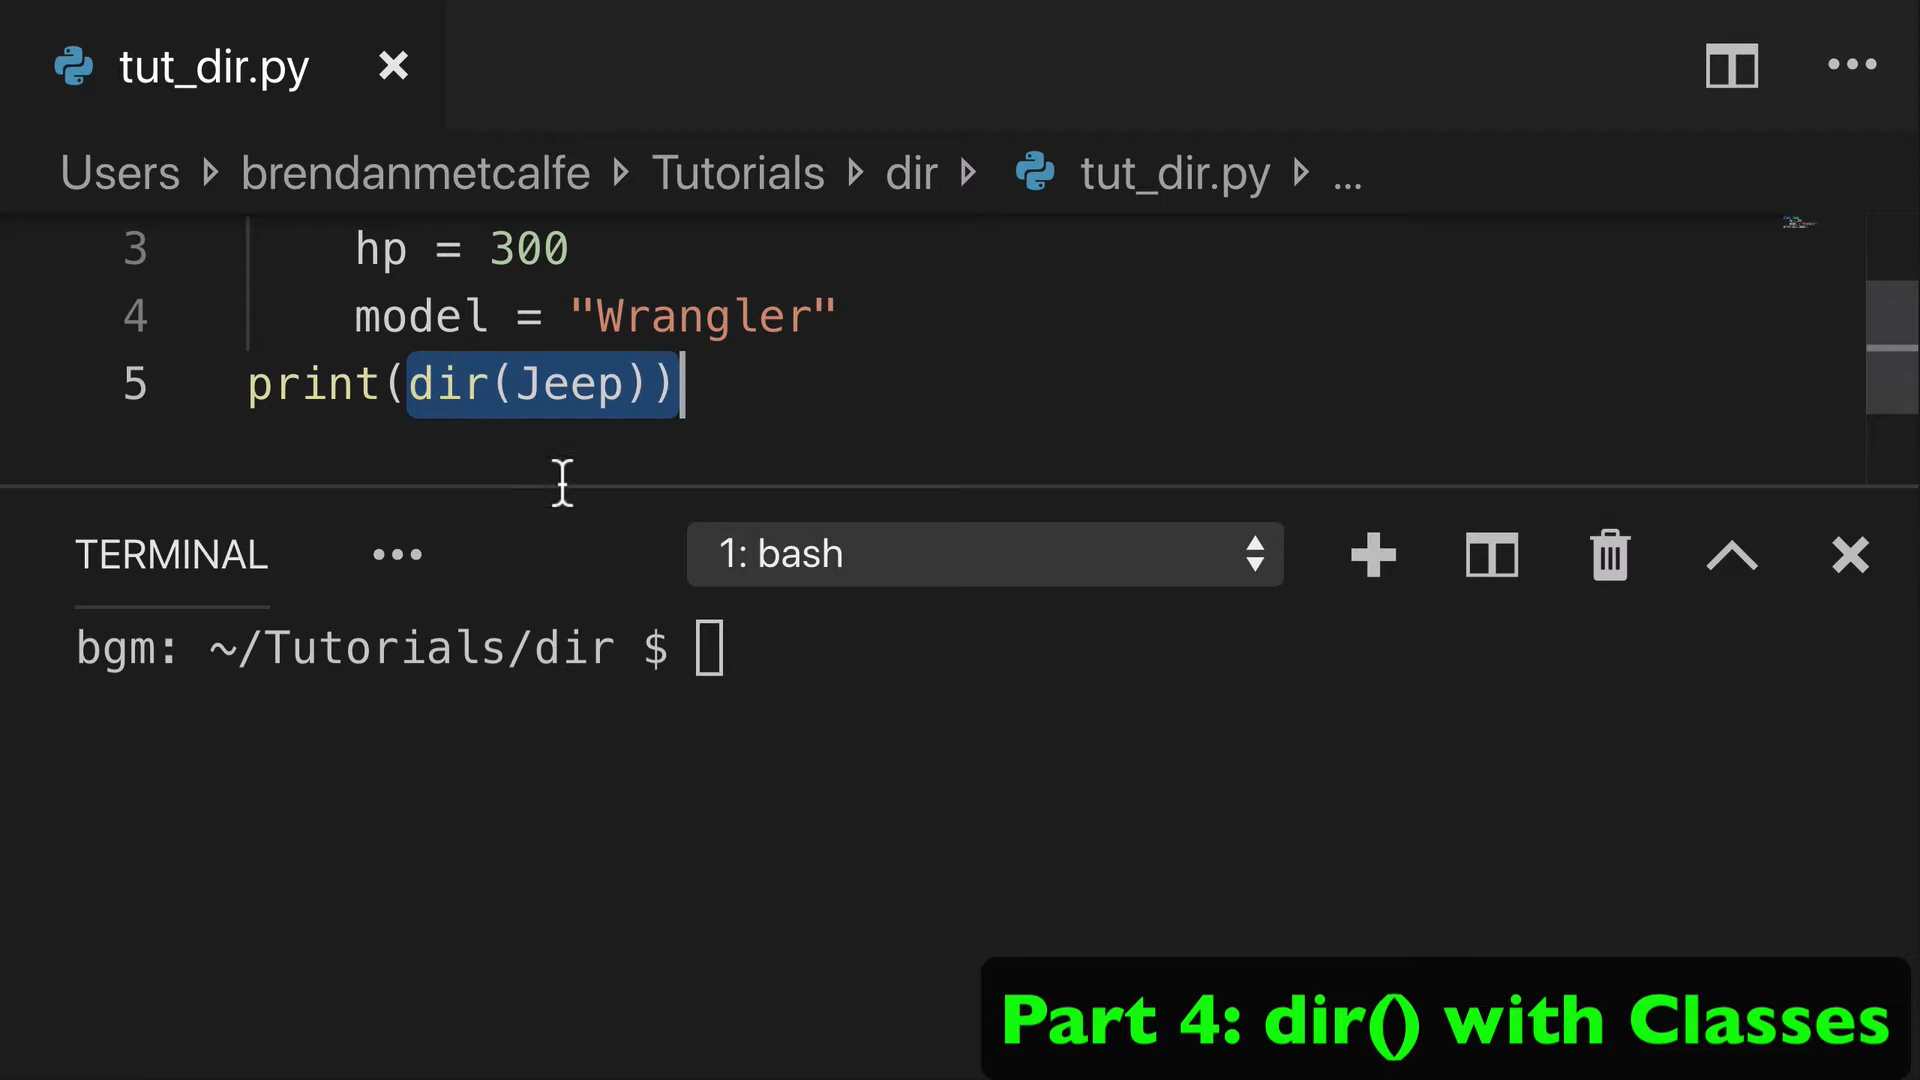 tut_dir.py
Users brendanmetcalfe Tutorials dir tut_dir.py ...
3 hp = 300
4 model = "Wrangler"
5 print(dir(Jeep))
TERMINAL 1: bash
bgm: ~/Tutorials/dir $
Part 4: dir() with Classes